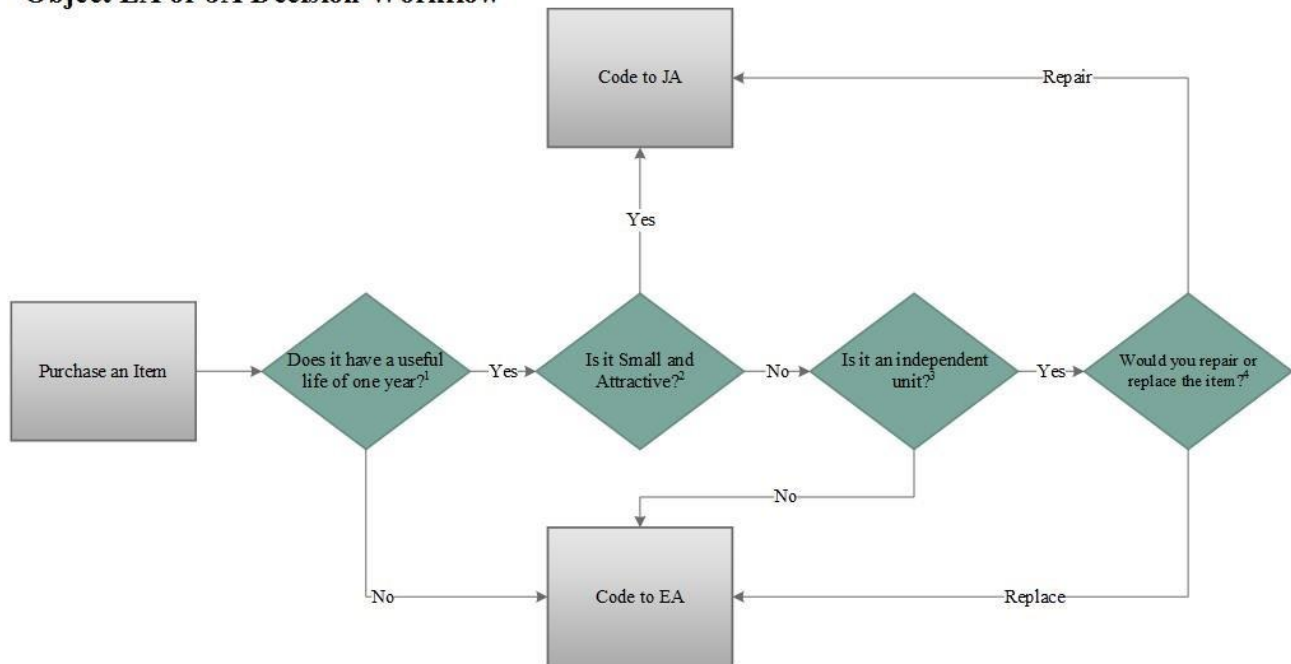 Object EA or JA Decision Workflow
Code to JA
Repair
Yes
Purchase an Item
Does it have a useful
life of one year?¹
Yes
Is it Small and
Attractive?²
No
Is it an independent
unit?³
Yes
Would you repair or
replace the item?⁴
No
No
Code to EA
Replace